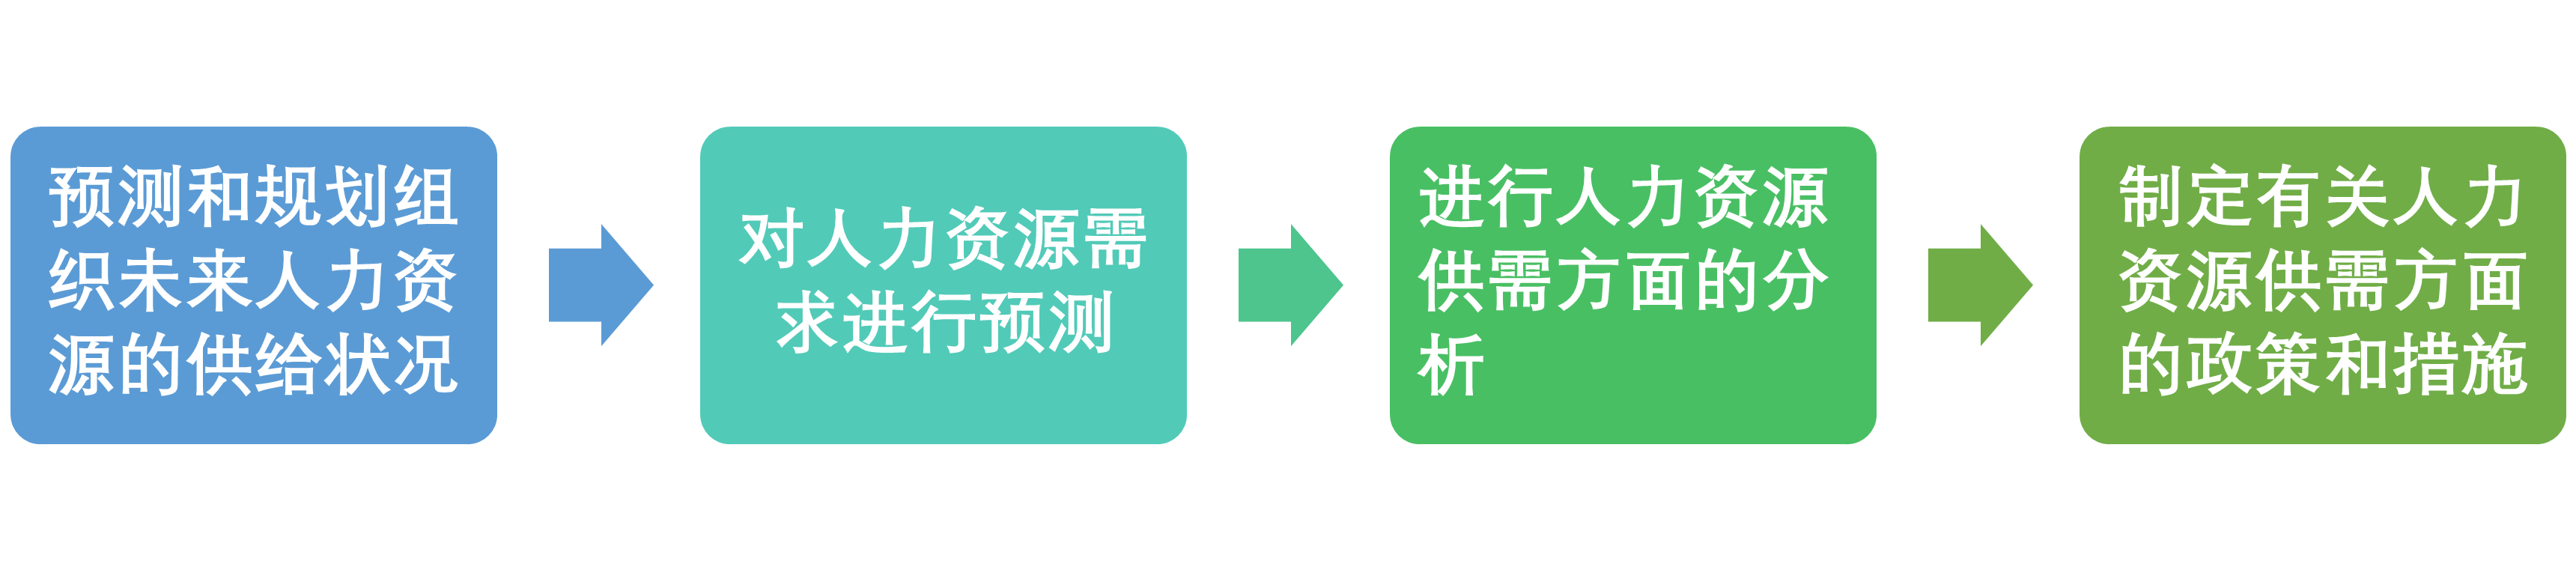 预测和规划组
织未来人力资
源的供给状况
对人力资源需
求进行预测
进行人力资源
供需方面的分
析
制定有关人力
资源供需方面
的政策和措施